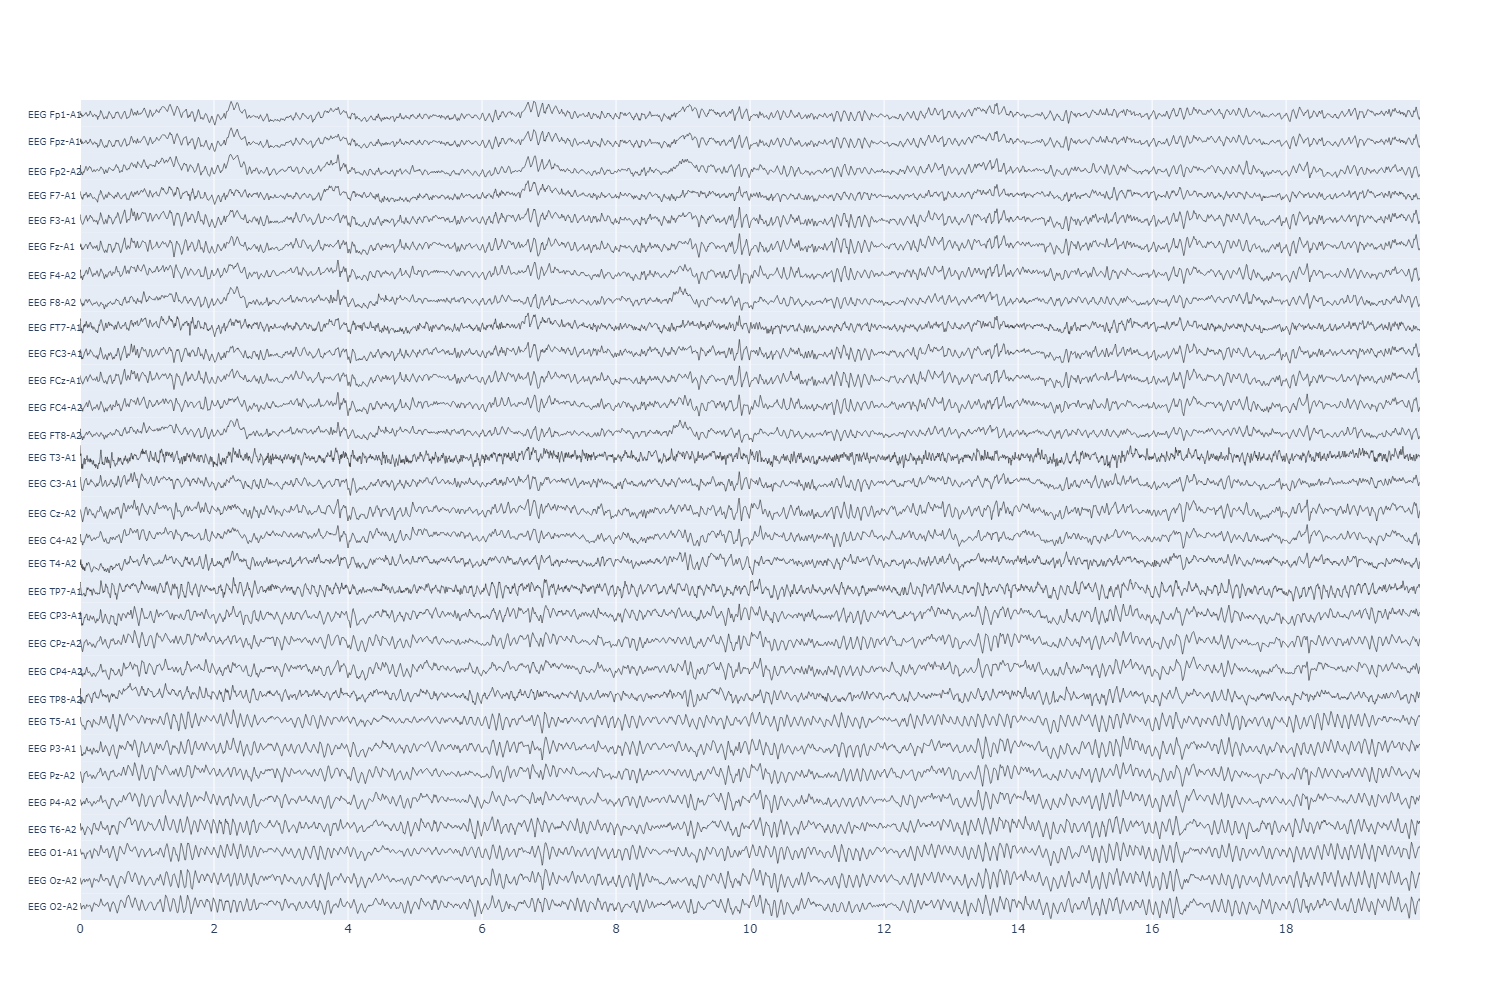 EEG Fp1-A1
EEG Fpz-A1
EEG Fp2-A2
EEG F7-A1
EEG F3-A1
EEG Fz-A1
EEG F4-A2
EEG F8-A2
EEG FT7-A1
EEG FC3-A1
EEG FCz-A1
EEG FC4-A2
EEG FT8-A2
EEG T3-A1
EEG C3-A1
EEG Cz-A2
EEG C4-A2
EEG T4-A2
EEG TP7-A1
EEG CP3-A1
EEG CPz-A2
EEG CP4-A2
EEG TP8-A2
EEG T5-A1
EEG P3-A1
EEG Pz-A2
EEG P4-A2
EEG T6-A2
EEG O1-A1
EEG Oz-A2
EEG O2-A2
0 2 4 6 8 10 12 14 16 18